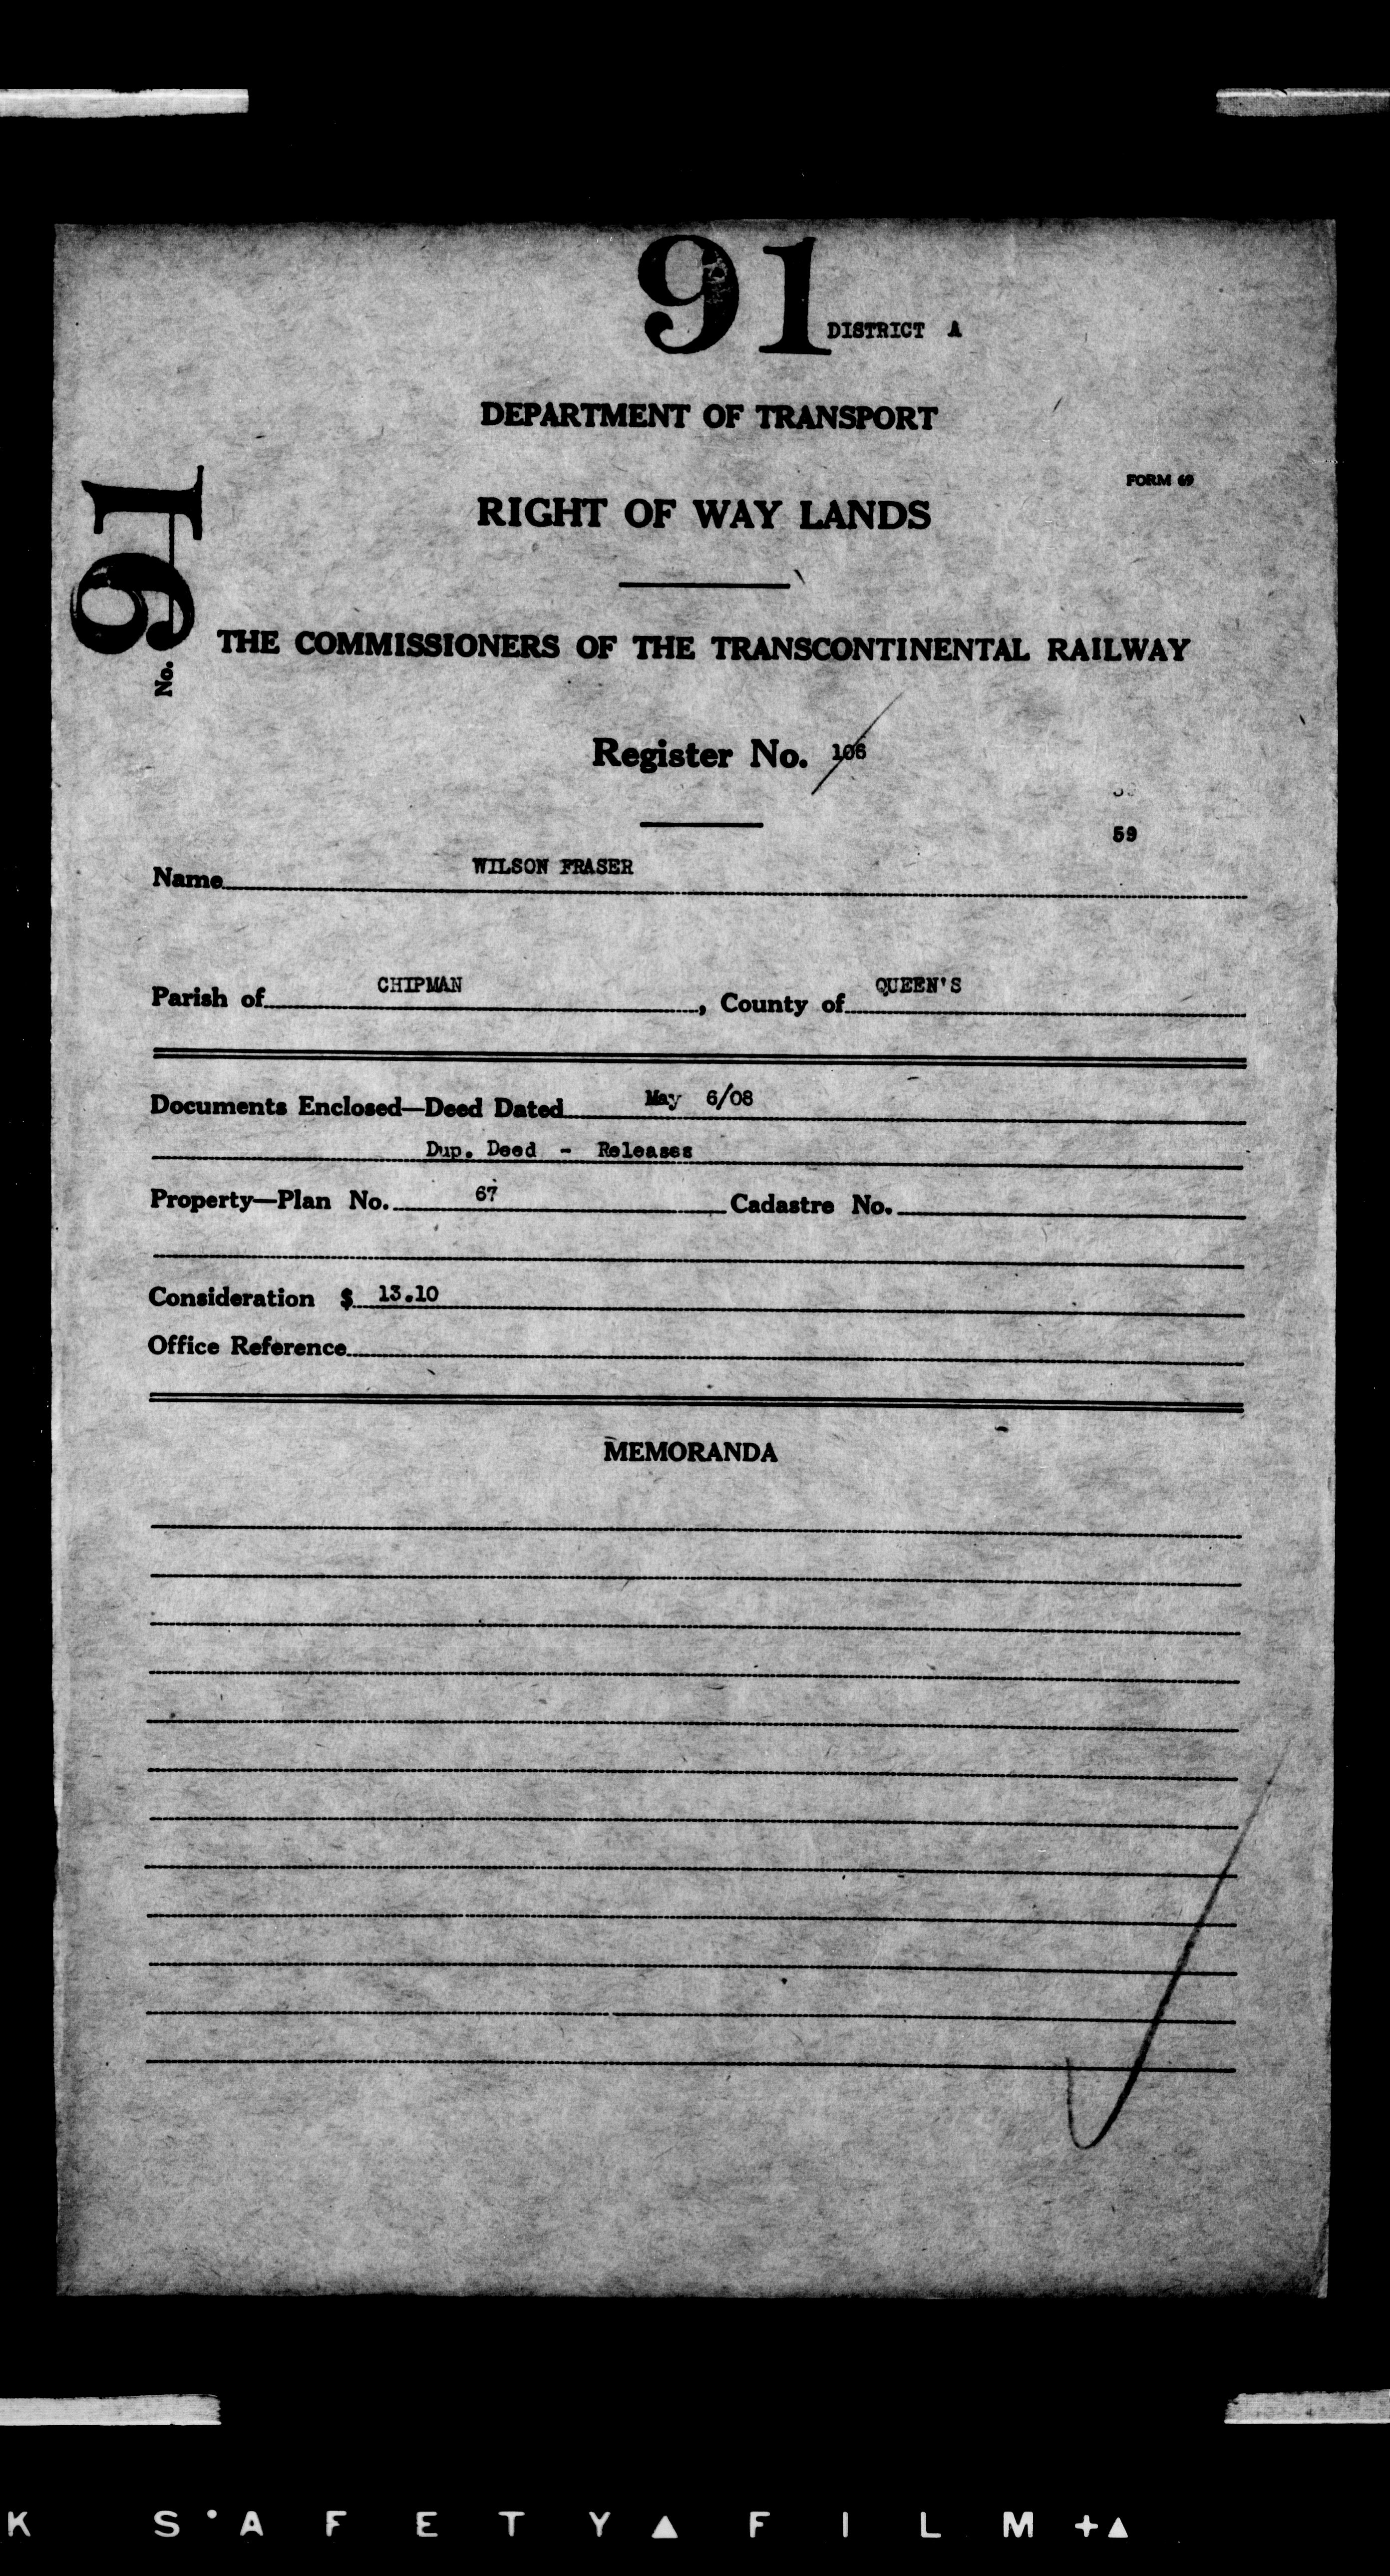 91
DISTRICT A
DEPARTMENT OF TRANSPORT
FORM 69
RIGHT OF WAY LANDS
No. 91
THE COMMISSIONERS OF THE TRANSCONTINENTAL RAILWAY
Register No. 106
59
Name WILSON FRASER
Parish of CHIPMAN, County of QUEEN'S
Documents Enclosed—Deed Dated May 6/08
Dup. Deed - Releases
Property—Plan No. 67 Cadastre No.
Consideration $ 13.10
Office Reference
MEMORANDA
K SAFETY▲ FILM+▲